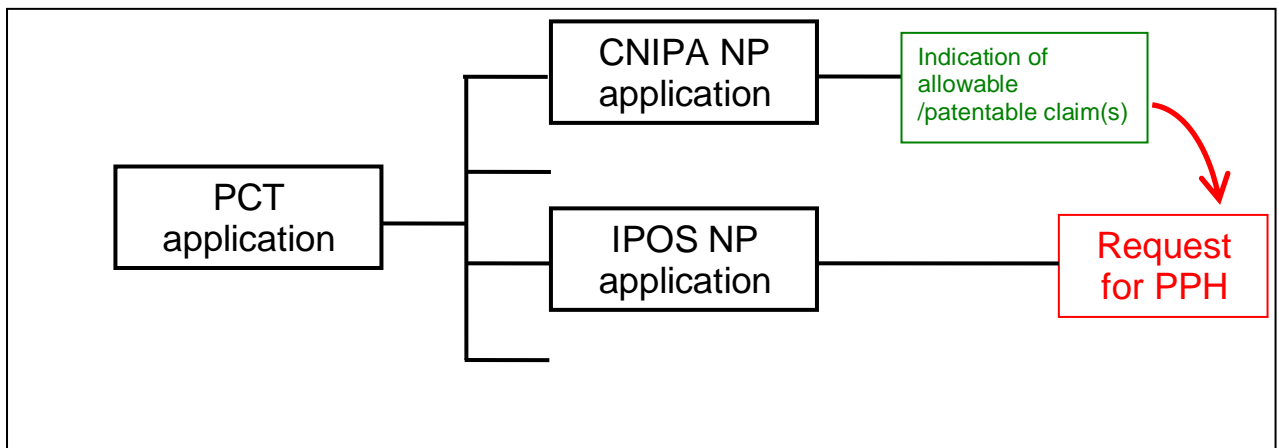 CNIPA NP
application
Indication of
allowable
/patentable claim(s)
PCT
application
IPOS NP
application
Request
for PPH